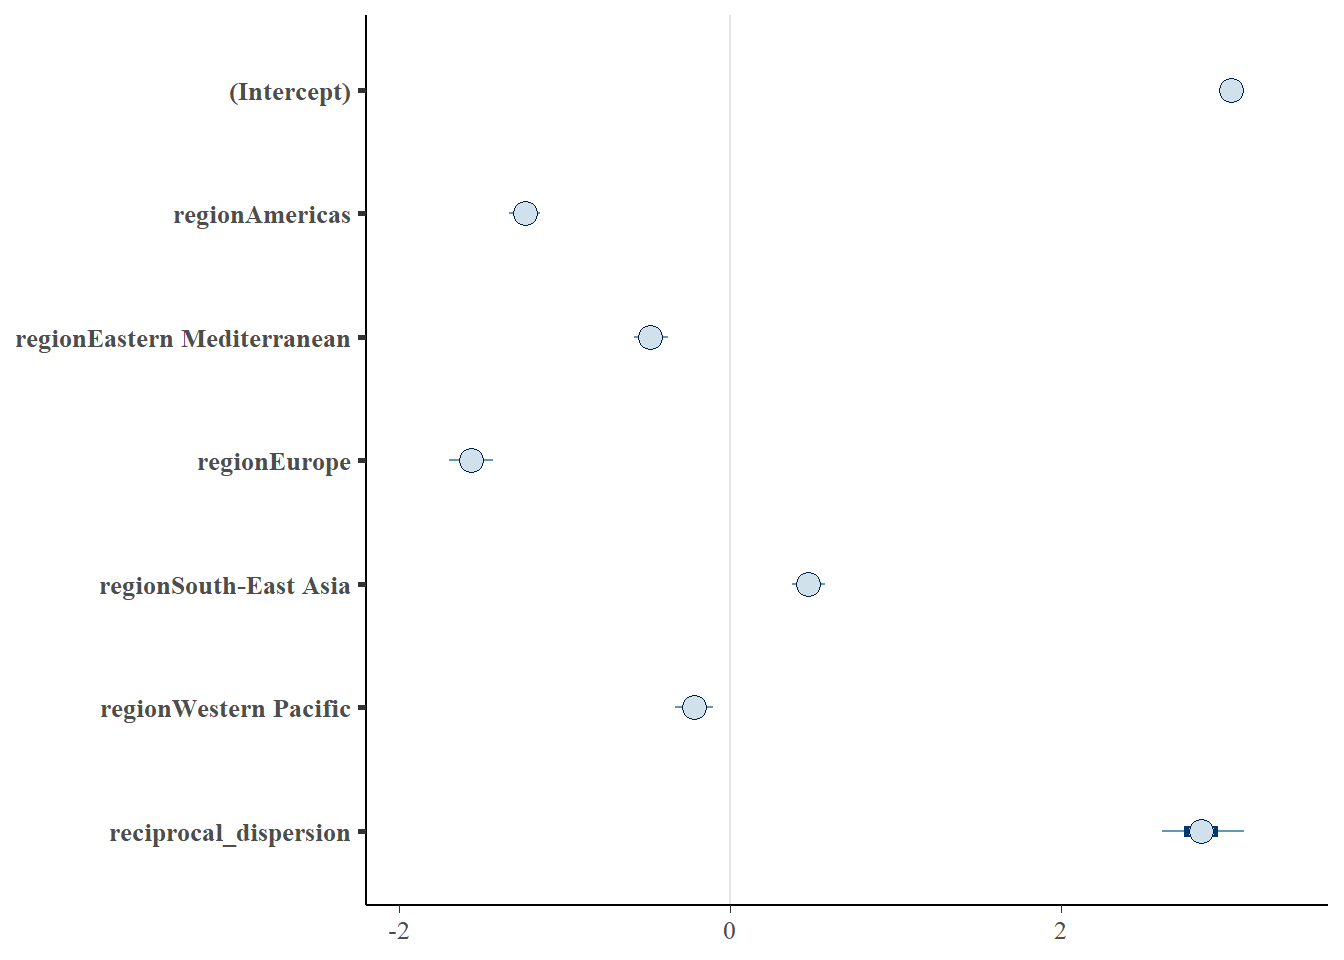 (Intercept)
regionAmericas
regionEastern Mediterranean
regionEurope
regionSouth-East Asia
regionWestern Pacific
reciprocal_dispersion
-2 0 2